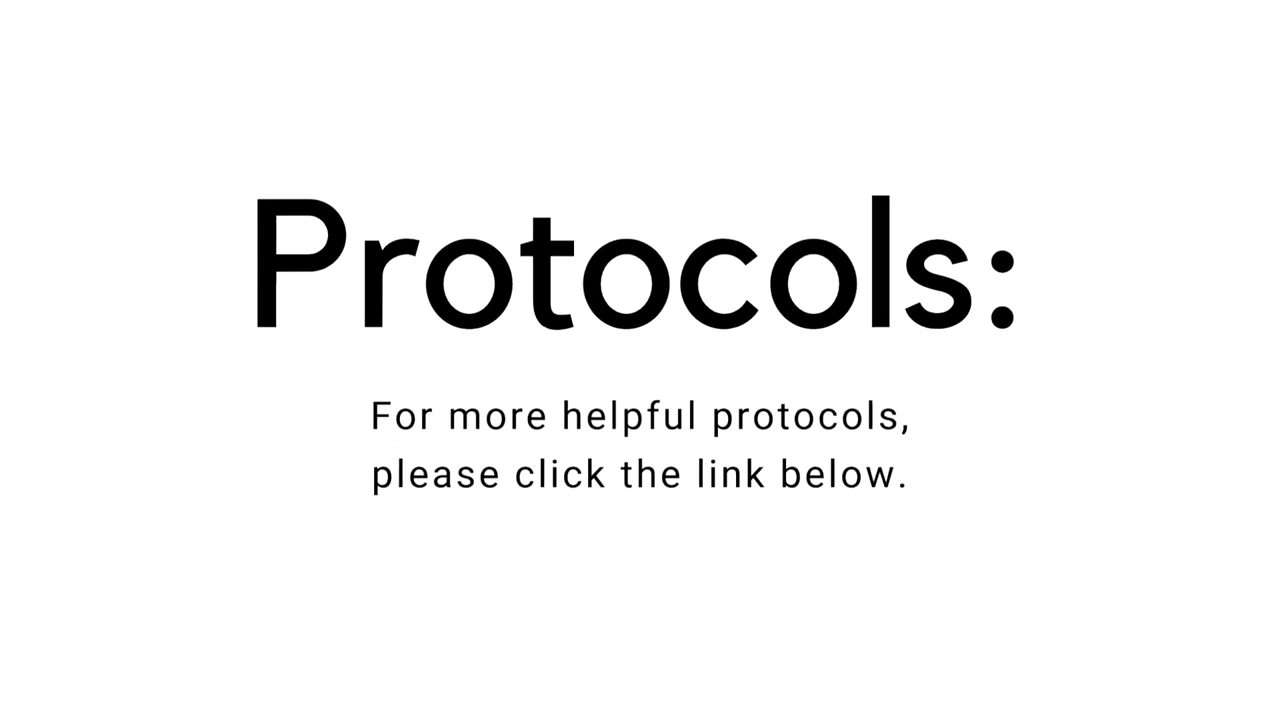 Protocols:
For more helpful protocols,
please click the link below.